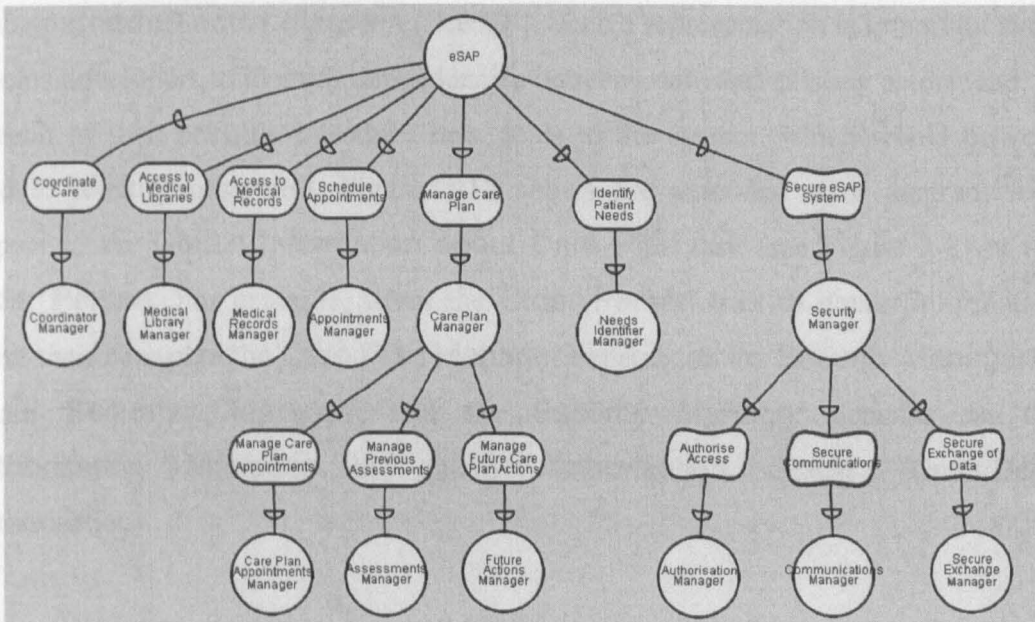 eSAP
Coordinate
Care
Access to
Medical
Libraries
Access to
Medical
Records
Schedule
Appointments
Manage Care
Plan
Identify
Patient
Needs
Secure eSAP
System
Coordinator
Manager
Medical
Library
Manager
Medical
Records
Manager
Appointments
Manager
Care Plan
Manager
Needs
Identifier
Manager
Security
Manager
Manage Care
Plan
Appointments
Manage
Previous
Assessments
Manage
Future Care
Plan Actions
Authorise
Access
Secure
Communications
Secure
Exchange of
Data
Care Plan
Appointments
Manager
Assessments
Manager
Future
Actions
Manager
Authorisation
Manager
Communications
Manager
Secure
Exchange
Manager